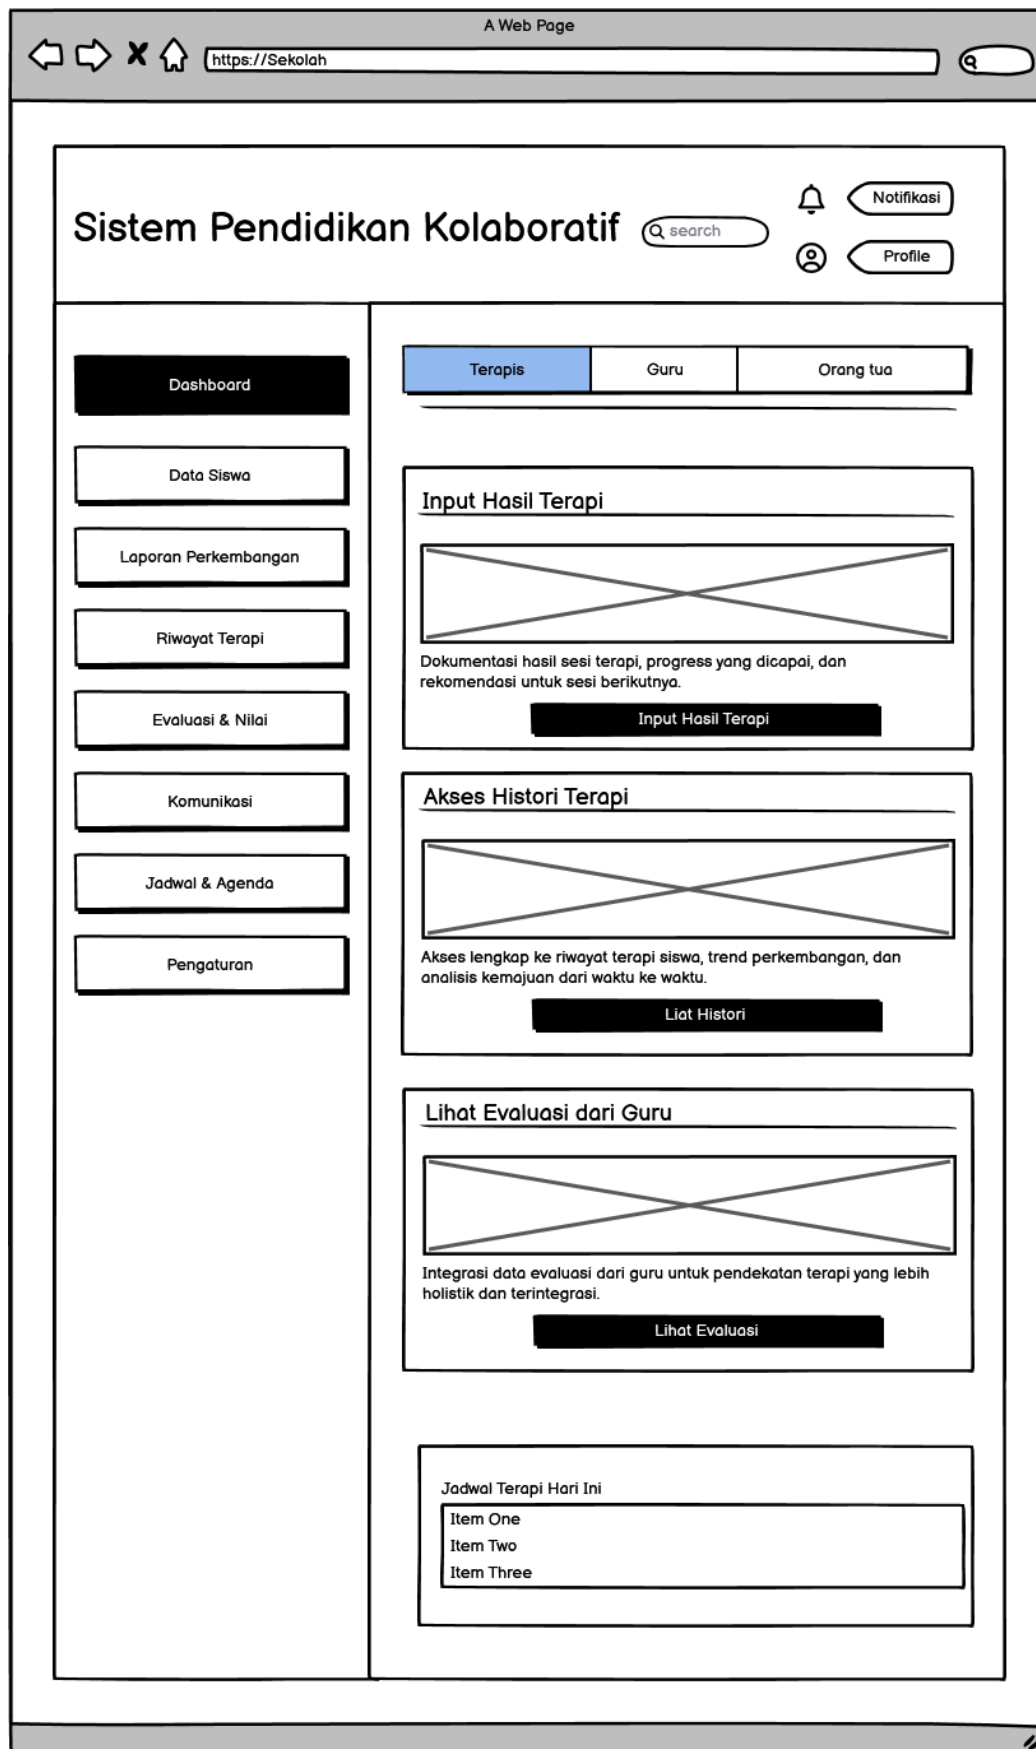 A Web Page
https://Sekolah
Sistem Pendidikan Kolaboratif
search
Notifikasi
Profile
Dashboard
Data Siswa
Laporan Perkembangan
Riwayat Terapi
Evaluasi & Nilai
Komunikasi
Jadwal & Agenda
Pengaturan
Terapis Guru Orang tua
Input Hasil Terapi
Dokumentasi hasil sesi terapi, progress yang dicapai, dan
rekomendasi untuk sesi berikutnya.
Input Hasil Terapi
Akses Histori Terapi
Akses lengkap ke riwayat terapi siswa, trend perkembangan, dan
analisis kemajuan dari waktu ke waktu.
Liat Histori
Lihat Evaluasi dari Guru
Integrasi data evaluasi dari guru untuk pendekatan terapi yang lebih
holistik dan terintegrasi.
Lihat Evaluasi
Jadwal Terapi Hari Ini
Item One
Item Two
Item Three